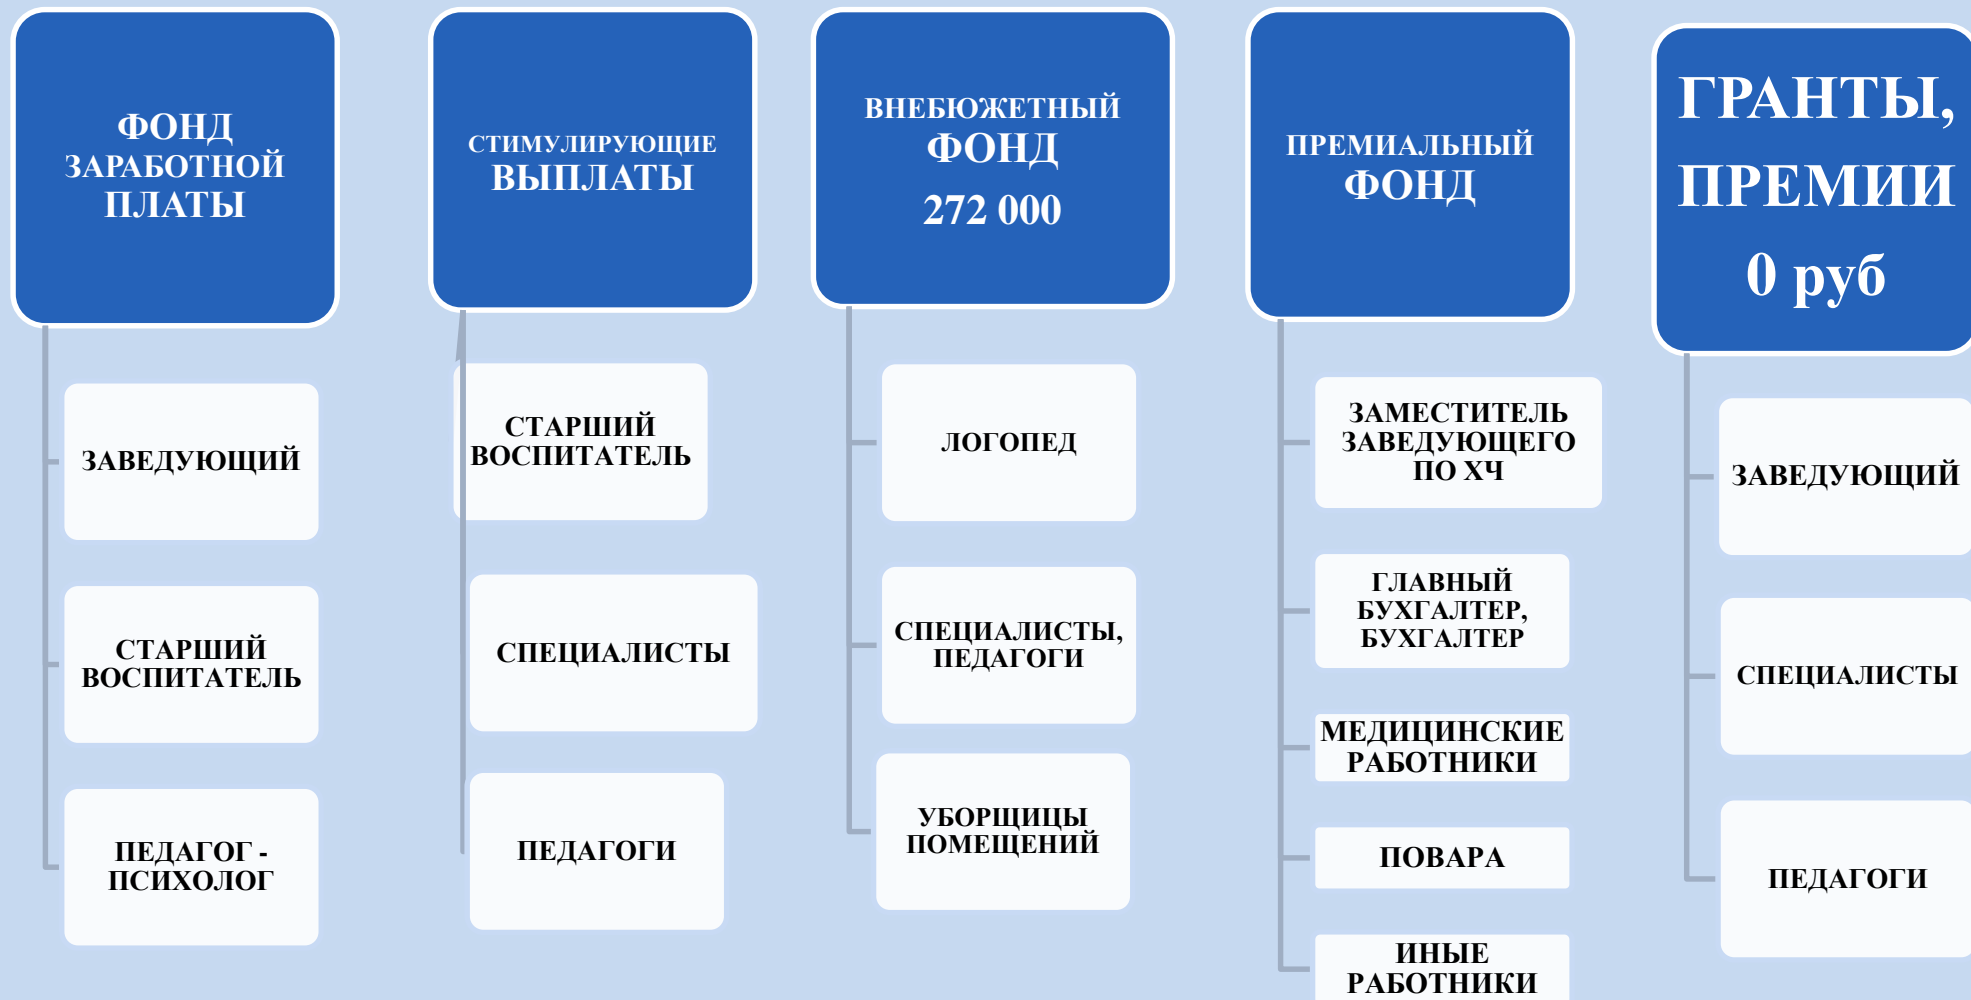 ФОНД
ЗАРАБОТНОЙ
ПЛАТЫ
ЗАВЕДУЮЩИЙ
СТАРШИЙ
ВОСПИТАТЕЛЬ
ПЕДАГОГ -
ПСИХОЛОГ
СТИМУЛИРУЮЩИЕ
ВЫПЛАТЫ
СТАРШИЙ
ВОСПИТАТЕЛЬ
СПЕЦИАЛИСТЫ
ПЕДАГОГИ
ВНЕБЮЖЕТНЫЙ
ФОНД
272 000
ЛОГОПЕД
СПЕЦИАЛИСТЫ,
ПЕДАГОГИ
УБОРЩИЦЫ
ПОМЕЩЕНИЙ
ПРЕМИАЛЬНЫЙ
ФОНД
ЗАМЕСТИТЕЛЬ
ЗАВЕДУЮЩЕГО
ПО ХЧ
ГЛАВНЫЙ
БУХГАЛТЕР,
БУХГАЛТЕР
МЕДИЦИНСКИЕ
РАБОТНИКИ
ПОВАРА
ИНЫЕ
РАБОТНИКИ
ГРАНТЫ,
ПРЕМИИ
0 руб
ЗАВЕДУЮЩИЙ
СПЕЦИАЛИСТЫ
ПЕДАГОГИ